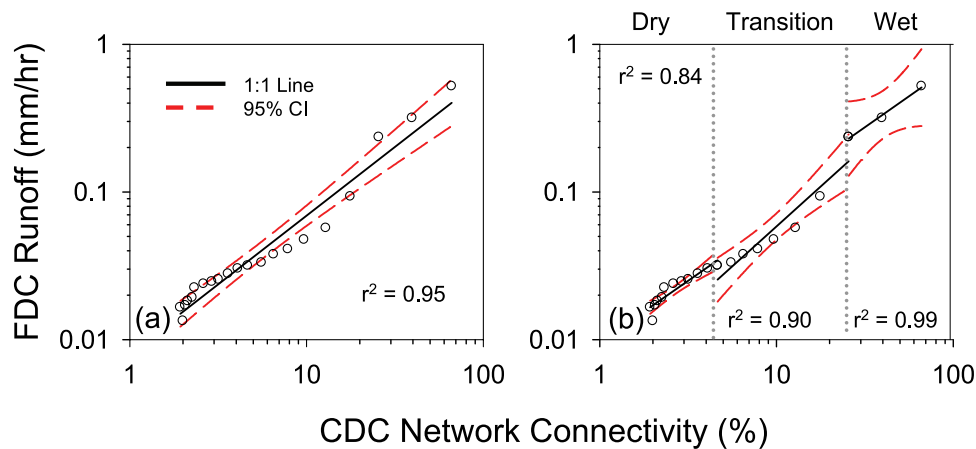 Dry Transition Wet
1
1:1 Line
95% CI
0.1
(a)
r² = 0.95
0.01
1 10 100
1
r² = 0.84
0.1
(b)
r² = 0.90
r² = 0.99
0.01
1 10 100
FDC Runoff (mm/hr)
CDC Network Connectivity (%)